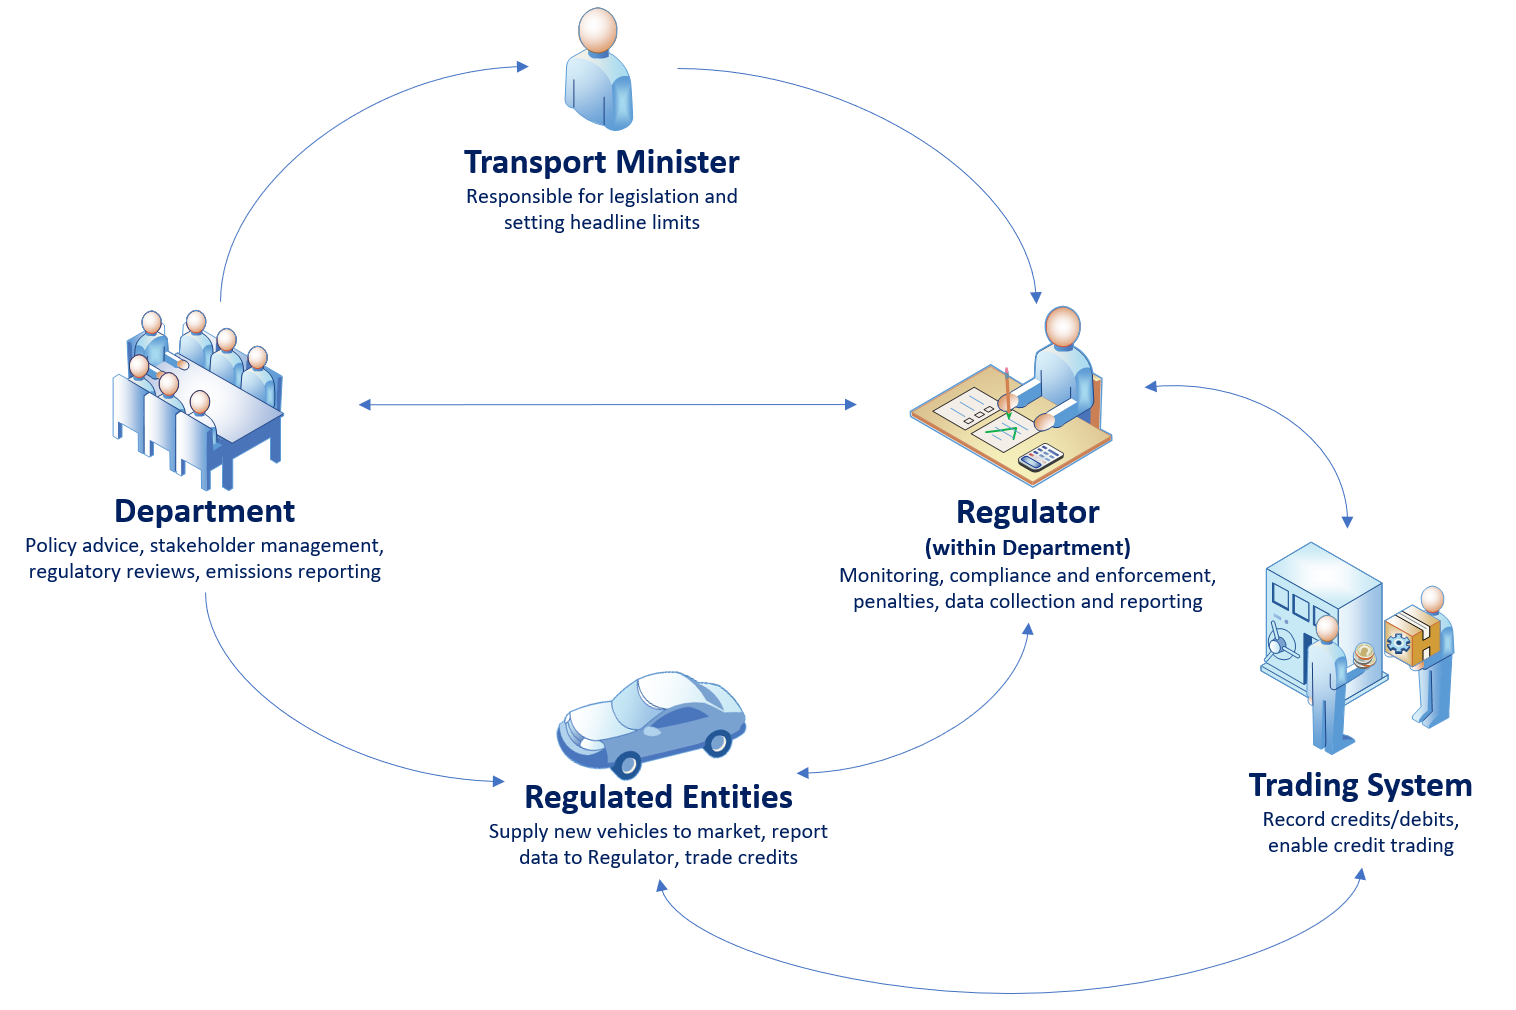 Transport Minister
Responsible for legislation and
setting headline limits
Department
Policy advice, stakeholder management,
regulatory reviews, emissions reporting
Regulator
(within Department)
Monitoring, compliance and enforcement,
penalties, data collection and reporting
Regulated Entities
Supply new vehicles to market, report
data to Regulator, trade credits
Trading System
Record credits/debits,
enable credit trading